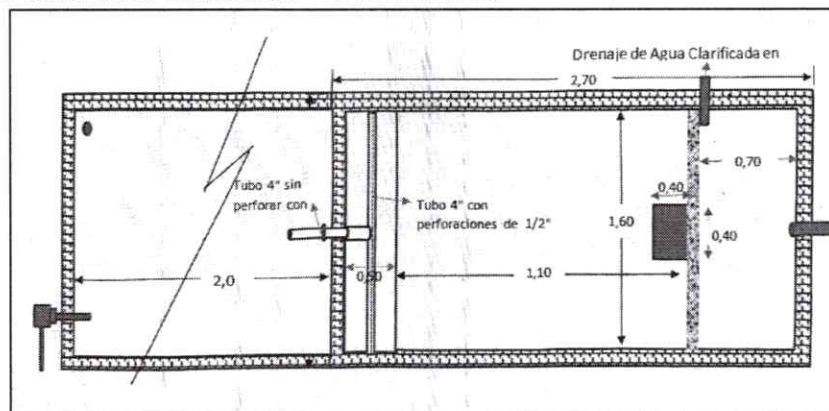 Drenaje de Agua Clarificada en
2,70
0,70
Tubo 4" sin
perforar con
Tubo 4" con
perforaciones de 1/2"
0,40
1,60
0,40
2,0
0,50
1,10